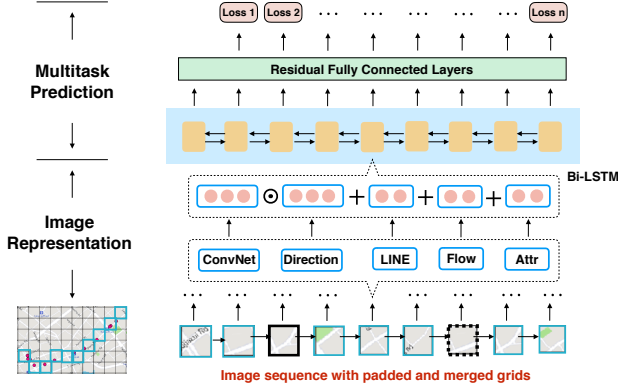 Loss 1 Loss 2 ... ... ... ... ... Loss n
Multitask
Prediction
Residual Fully Connected Layers
Bi-LSTM
Image
Representation
ConvNet Direction LINE Flow Attr
... ... ... ... ... ... ... ...
Image sequence with padded and merged grids